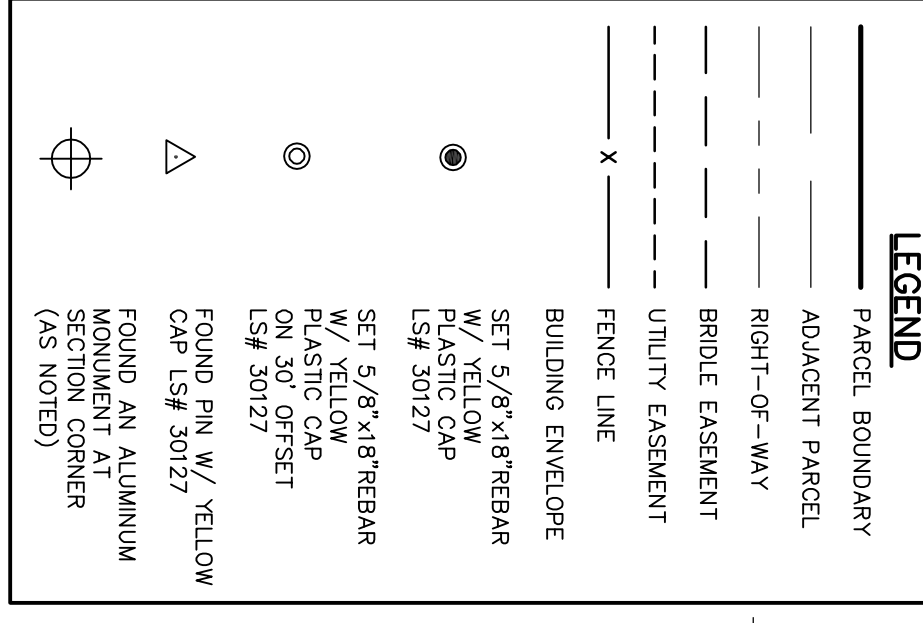 LEGEND
PARCEL BOUNDARY
ADJACENT PARCEL
RIGHT-OF-WAY
BRIDLE EASEMENT
UTILITY EASEMENT
X FENCE LINE
BUILDING ENVELOPE
SET 5/8"x18"REBAR
W/ YELLOW
PLASTIC CAP
LS# 30127
SET 5/8"x18"REBAR
W/ YELLOW
PLASTIC CAP
ON 30' OFFSET
LS# 30127
FOUND PIN W/ YELLOW
CAP LS# 30127
FOUND AN ALUMINUM
MONUMENT AT
SECTION CORNER
(AS NOTED)